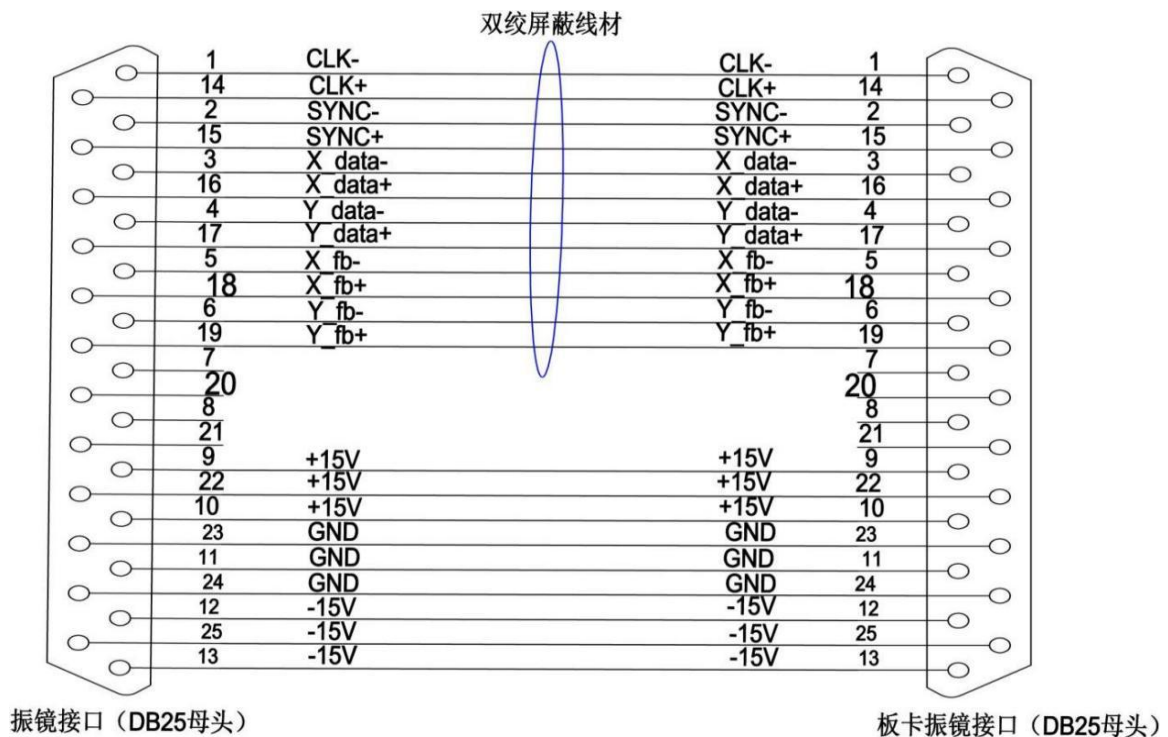 双绞屏蔽线材
1 CLK- CLK- 1
14 CLK+ CLK+ 14
2 SYNC- SYNC- 2
15 SYNC+ SYNC+ 15
3 X_data- X_data- 3
16 X_data+ X_data+ 16
4 Y_data- Y_data- 4
17 Y_data+ Y_data+ 17
5 X_fb- X_fb- 5
18 X_fb+ X_fb+ 18
6 Y_fb- Y_fb- 6
19 Y_fb+ Y_fb+ 19
7 7
20 20
8 8
21 21
9 +15V +15V 9
22 +15V +15V 22
10 +15V +15V 10
23 GND GND 23
11 GND GND 11
24 GND GND 24
12 -15V -15V 12
25 -15V -15V 25
13 -15V -15V 13
振镜接口（DB25母头） 板卡振镜接口（DB25母头）